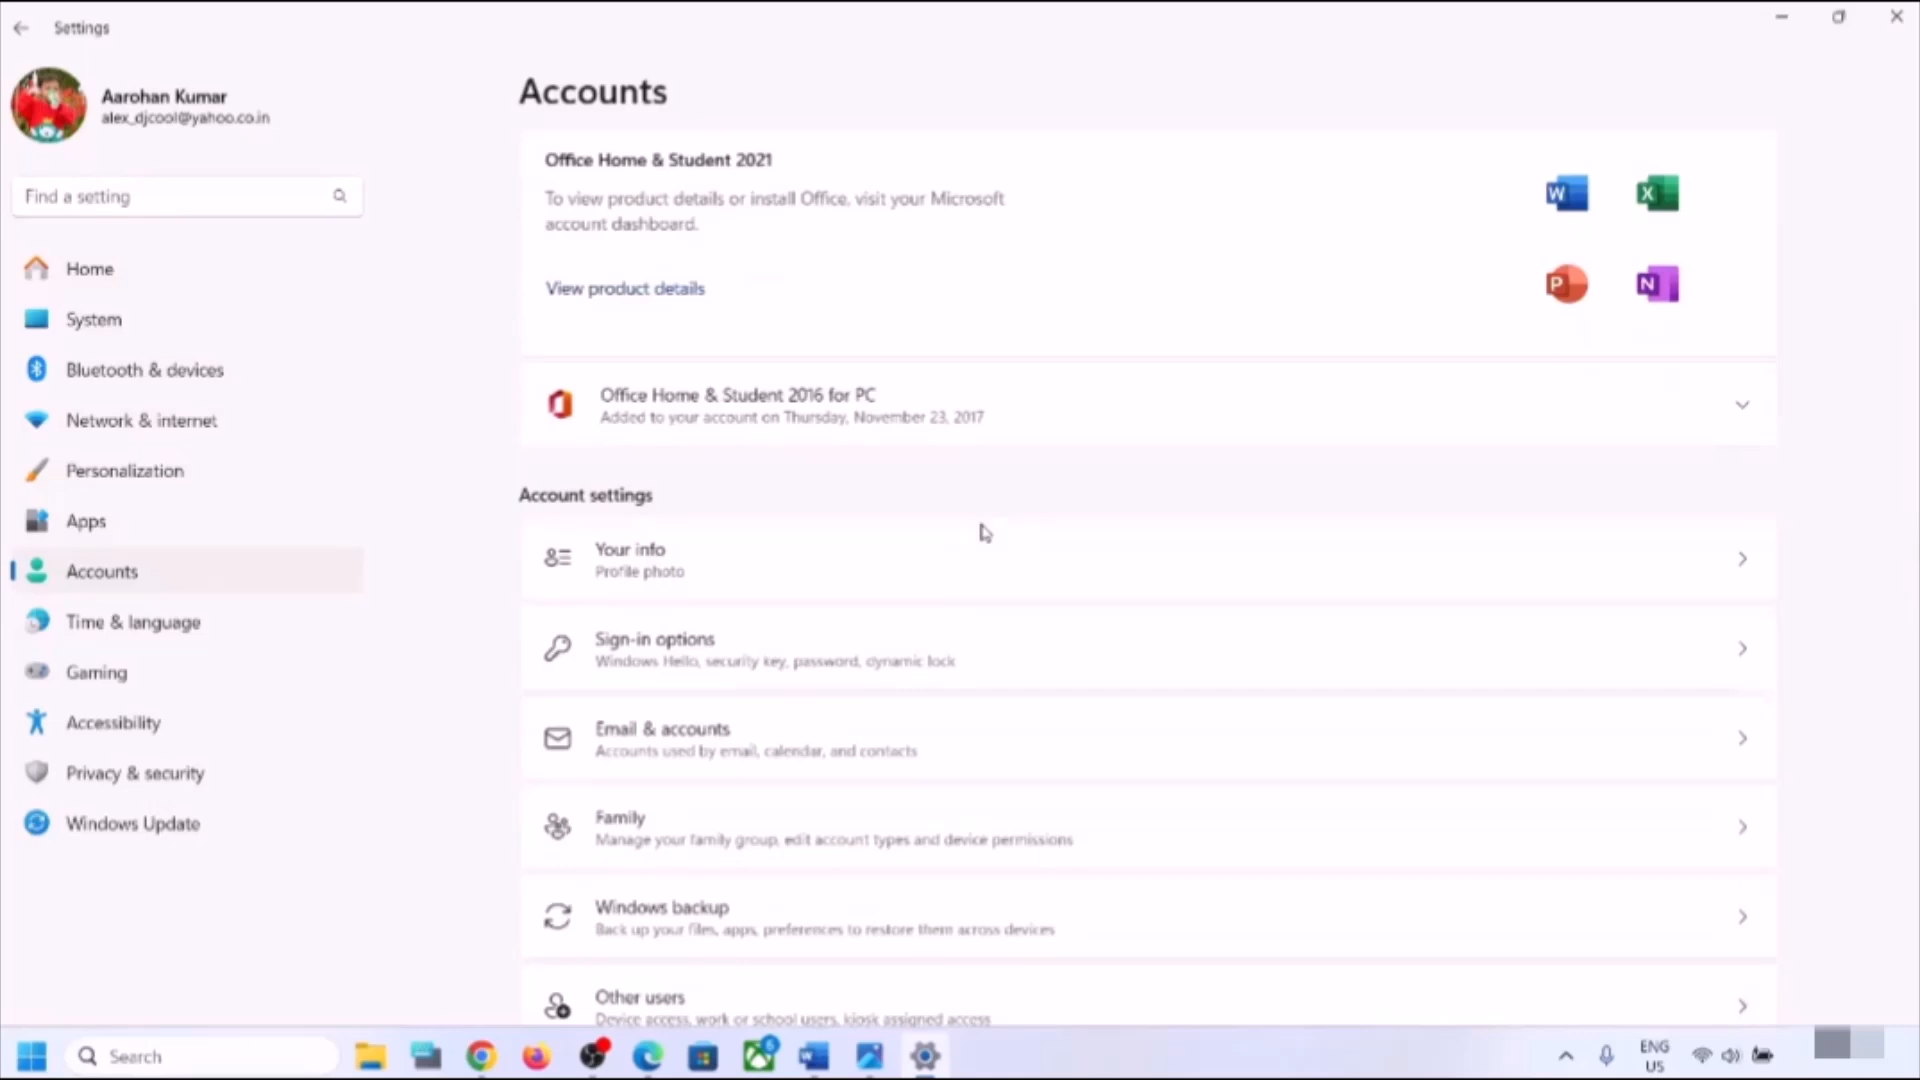 Settings
Aarohan Kumar
alex_djcool@yahoo.co.in
Find a setting
Home
System
Bluetooth & devices
Network & internet
Personalization
Apps
Accounts
Time & language
Gaming
Accessibility
Privacy & security
Windows Update
Accounts
Office Home & Student 2021
To view product details or install Office, visit your Microsoft
account dashboard.
View product details
W
X
P
N
Office Home & Student 2016 for PC
Added to your account on Thursday, November 23, 2017
Account settings
Your info
Profile photo
Sign-in options
Windows Hello, security key, password, dynamic lock
Email & accounts
Accounts used by email, calendar, and contacts
Family
Manage your family group, edit account types and device permissions
Windows backup
Back up your files, apps, preferences to restore them across devices
Other users
Device access, work or school users, kiosk assigned access
Search
6
W
ENG
US